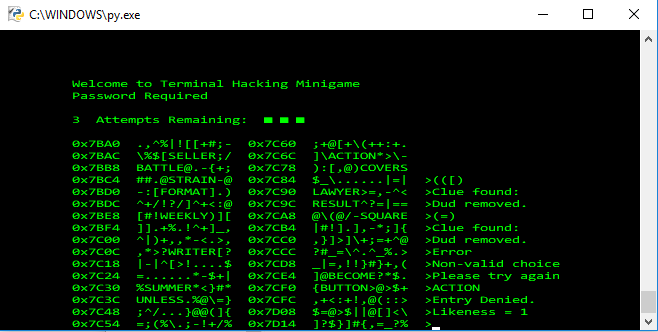 C:\WINDOWS\py.exe
Welcome to Terminal Hacking Minigame
Password Required
3 Attempts Remaining: ■ ■ ■
0x7BA0 .,^%|![[+#;- 0x7C60 ;+@[+\(++:+.
0x7BAC \%$[SELLER;/ 0x7C6C ]\ACTION*>\-
0x7BB8 BATTLE@.-{+; 0x7C78 ):[,@)COVERS
0x7BC4 ##.@STRAIN-@ 0x7C84 $_\......|=| >(([)
0x7BD0 -:[FORMAT].) 0x7C90 LAWYER>=,-^< >Clue found:
0x7BDC ^+/!?/]^+<:@ 0x7C9C RESULT^?=|== >Dud removed.
0x7BE8 [#!WEEKLY)][ 0x7CA8 @\(@/-SQUARE >(=)
0x7BF4 ]].+%.!^+]_, 0x7CB4 |#!].],-*;]{ >Clue found:
0x7C00 ^|)+,,*-<.>, 0x7CC0 ,}]>]\+;=+^@ >Dud removed.
0x7C0C ,*>?WRITER[? 0x7CCC ?#_=\^.^_%.> >Error
0x7C18 |-|^[>!...$ 0x7CD8 _|=,!!}#}+,( >Non-valid choice
0x7C24 =......*-$+| 0x7CE4 ]@BECOME?*$. >Please try again
0x7C30 %SUMMER*<}#* 0x7CF0 {BUTTON>@>$+ >ACTION
0x7C3C UNLESS.%@\=} 0x7CFC ,+<:+!,@(::> >Entry Denied.
0x7C48 ;^/...}@@(]{ 0x7D08 $=@>$||@[]<\ >Likeness = 1
0x7C54 =;(%\.;-!+/% 0x7D14 ]?$}]#{,=_?% >